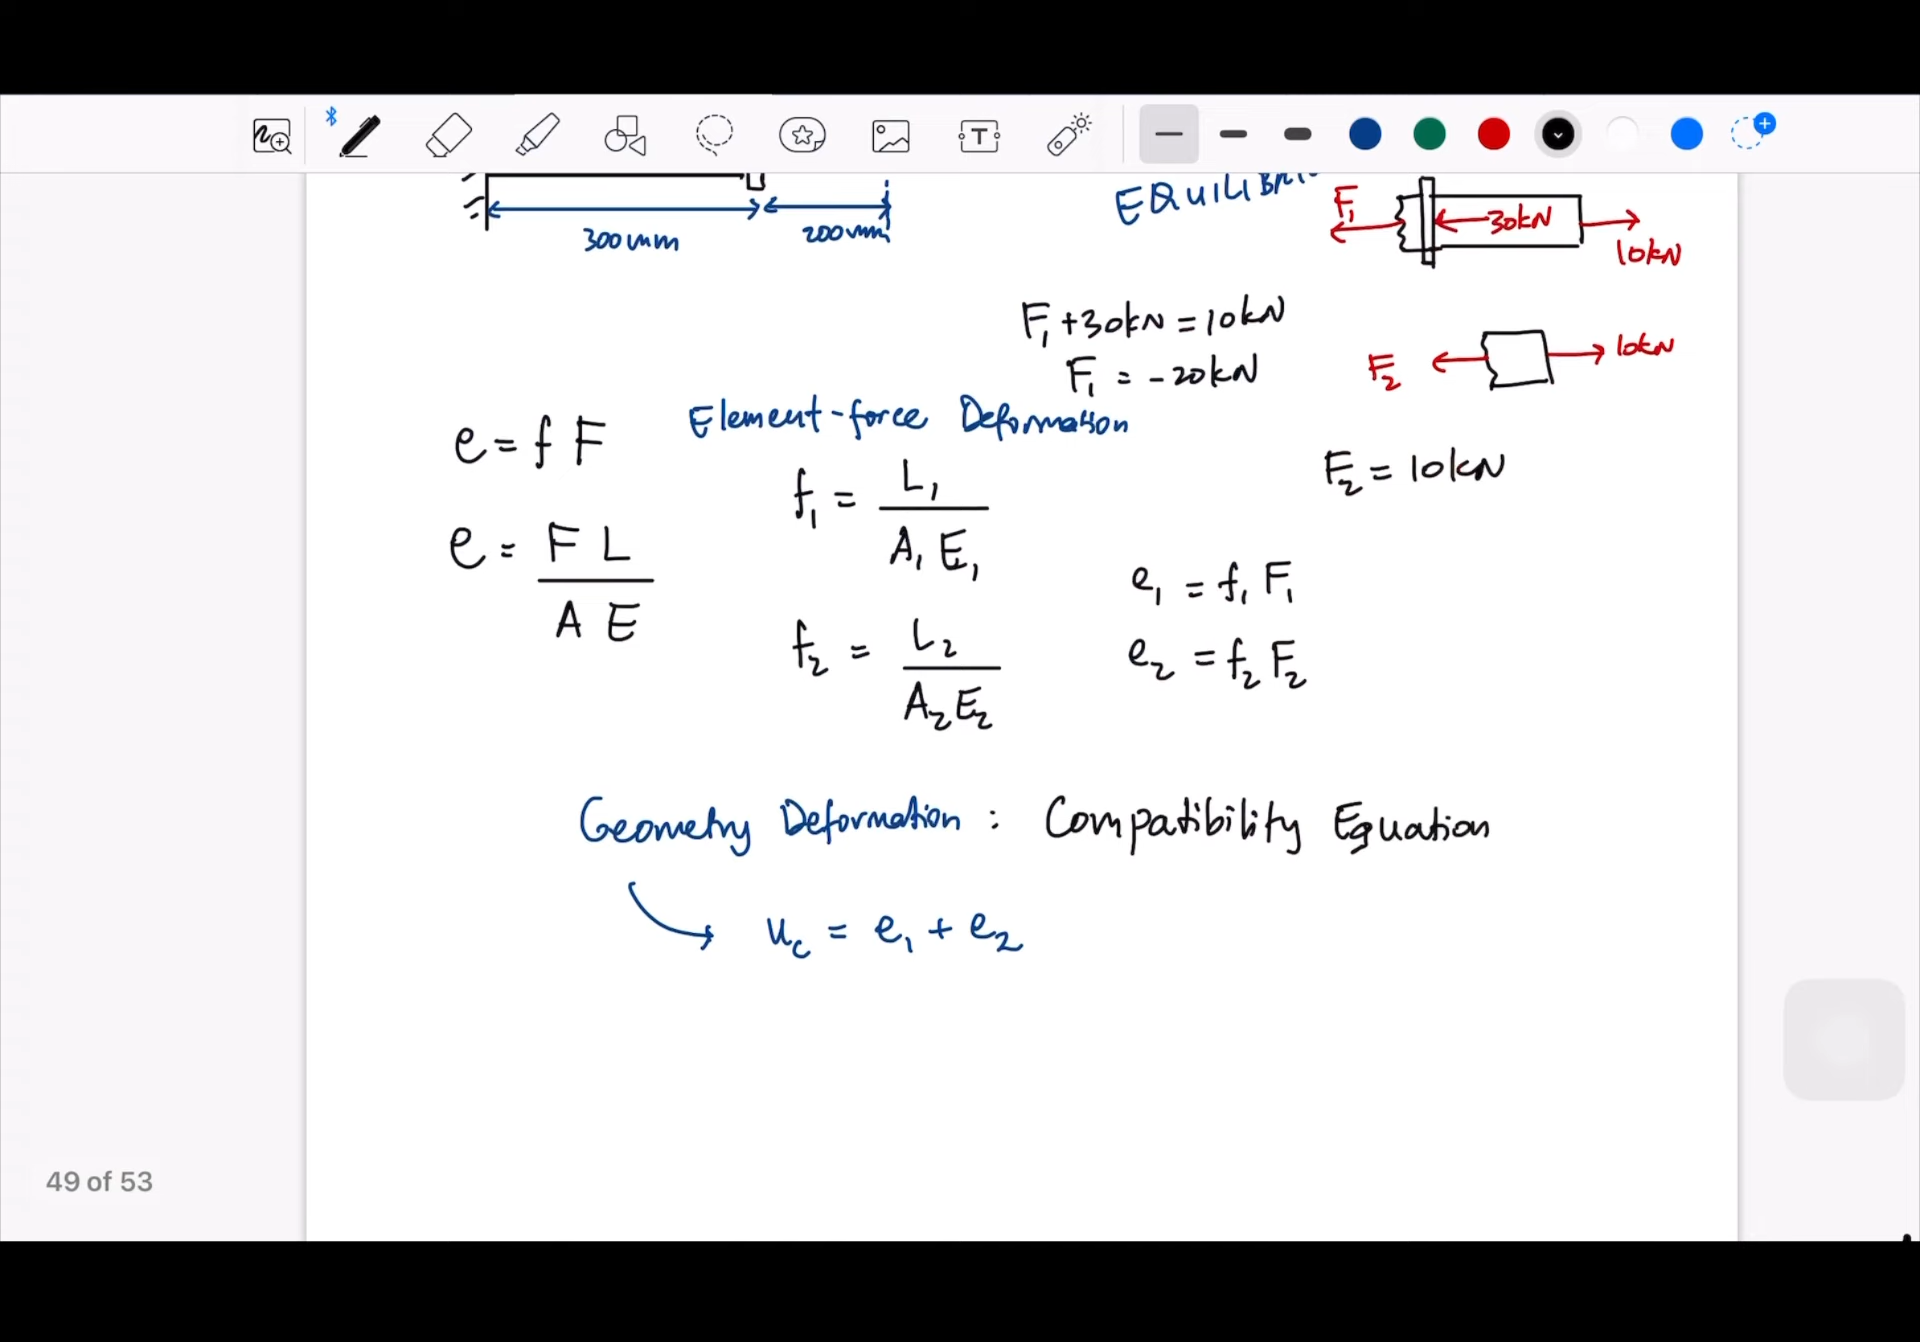 300mm
200mm
EQUILIBRI
F₁
30kN
10kN
F₁ + 30kN = 10kN
F₁ = -20kN
F₂
10kN
F₂ = 10kN
Element-force Deformation
e = f F
e = F L / A E
f₁ = L₁ / A₁ E₁
f₂ = L₂ / A₂ E₂
e₁ = f₁ F₁
e₂ = f₂ F₂
Geometry Deformation : Compatibility Equation
u_c = e₁ + e₂
49 of 53
T